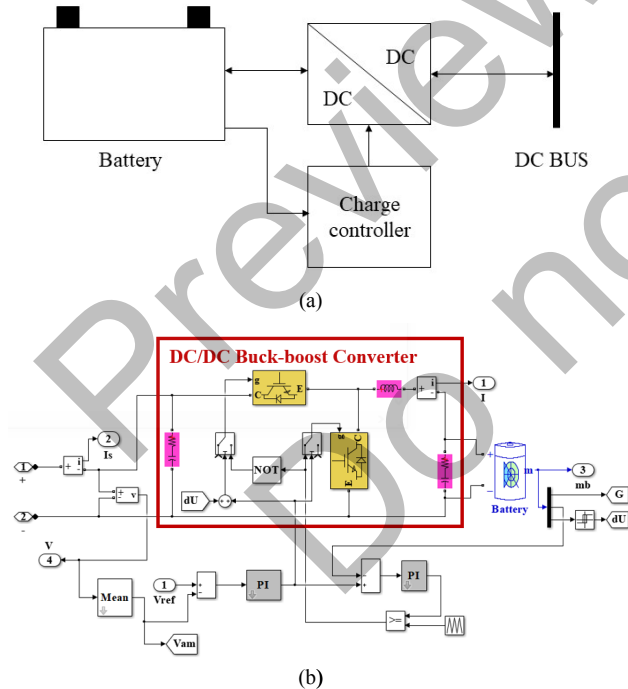 Preview
Do no
DC
DC
Battery
DC BUS
Charge
controller
(a)
DC/DC Buck-boost Converter
g
C
E
i
-
1
I
2
Is
1
+
i
-
g
C
E
NOT
dU
+
-
v
2
-
+
m
-
Battery
3
mb
G
dU
V
4
Mean
1
Vref
+
-
PI
-
+
PI
>=
Vam
(b)